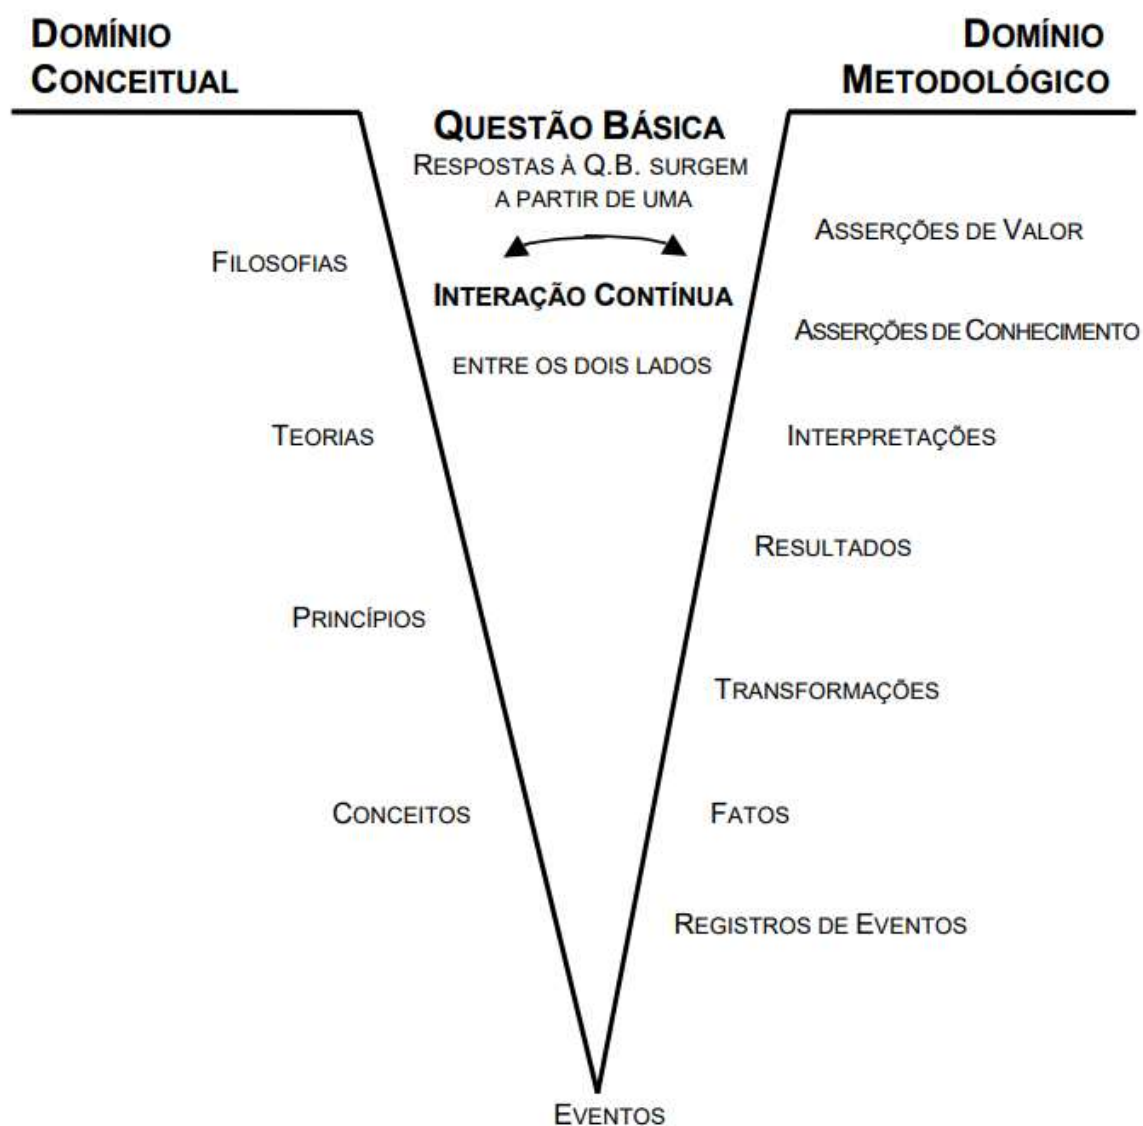 DOMÍNIO
CONCEITUAL
DOMÍNIO
METODOLÓGICO
QUESTÃO BÁSICA
RESPOSTAS À Q.B. SURGEM
A PARTIR DE UMA
INTERAÇÃO CONTÍNUA
ENTRE OS DOIS LADOS
FILOSOFIAS
TEORIAS
PRINCÍPIOS
CONCEITOS
ASSERÇÕES DE VALOR
ASSERÇÕES DE CONHECIMENTO
INTERPRETAÇÕES
RESULTADOS
TRANSFORMAÇÕES
FATOS
REGISTROS DE EVENTOS
EVENTOS